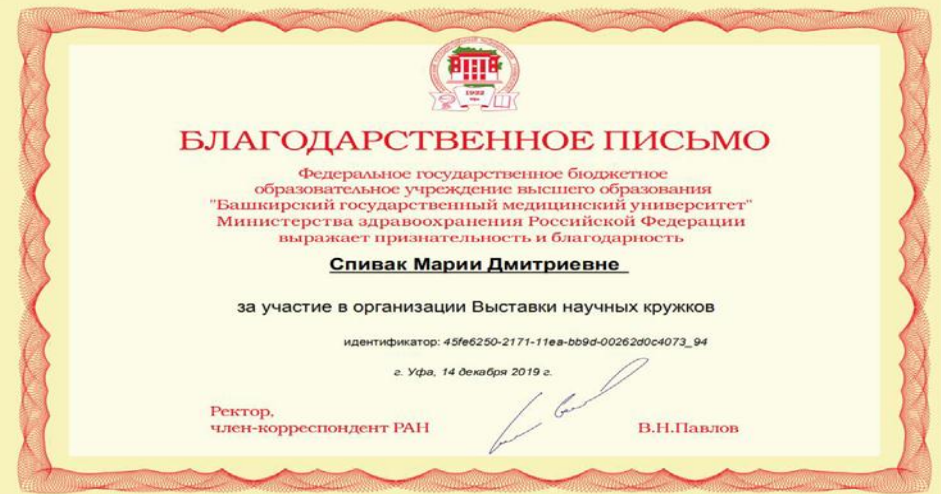 1932
БЛАГОДАРСТВЕННОЕ ПИСЬМО
Федеральное государственное бюджетное
образовательное учреждение высшего образования
"Башкирский государственный медицинский университет"
Министерства здравоохранения Российской Федерации
выражает признательность и благодарность
Спивак Марии Дмитриевне
за участие в организации Выставки научных кружков
идентификатор: 45fe6250-2171-11ea-bb9d-00262d0c4073_94
г. Уфа, 14 декабря 2019 г.
Ректор,
член-корреспондент РАН
В.Н.Павлов